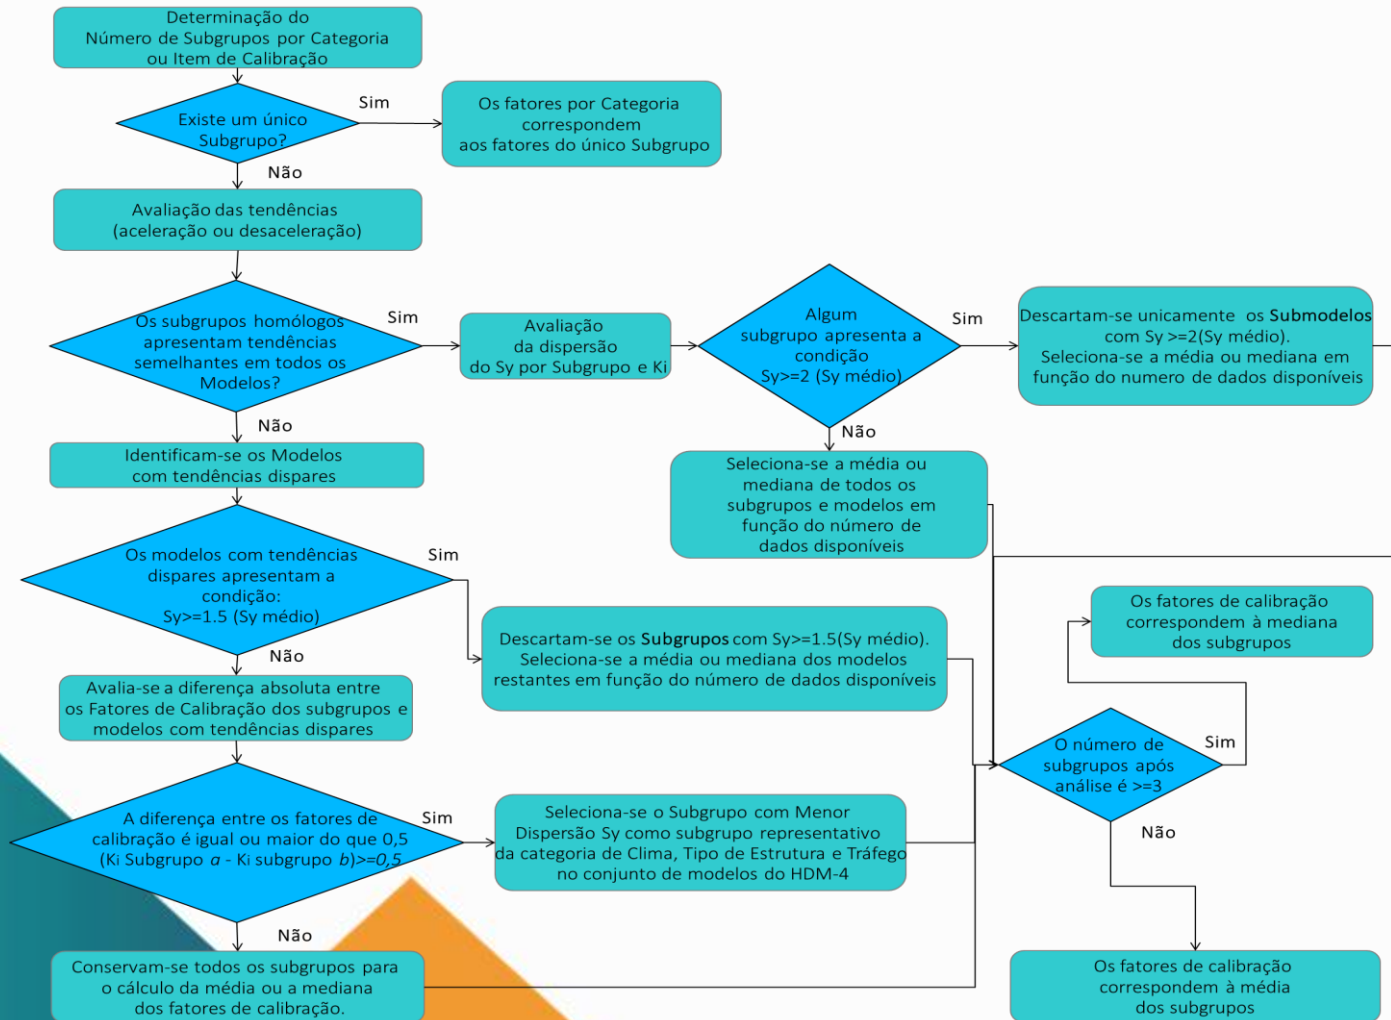 Determinação do
Número de Subgrupos por Categoria
ou Item de Calibração
Existe um único
Subgrupo?
Sim
Os fatores por Categoria
correspondem
aos fatores do único Subgrupo
Não
Avaliação das tendências
(aceleração ou desaceleração)
Os subgrupos homólogos
apresentam tendências
semelhantes em todos os
Modelos?
Sim
Avaliação
da dispersão
do Sy por Subgrupo e Ki
Algum
subgrupo apresenta a
condição
Sy>=2 (Sy médio)
Sim
Descartam-se unicamente os Submodelos
com Sy >=2(Sy médio).
Seleciona-se a média ou mediana em
função do numero de dados disponíveis
Não
Seleciona-se a média ou
mediana de todos os
subgrupos e modelos em
função do número de
dados disponíveis
Não
Identificam-se os Modelos
com tendências dispares
Os modelos com tendências
dispares apresentam a
condição:
Sy>=1.5 (Sy médio)
Sim
Descartam-se os Subgrupos com Sy>=1.5(Sy médio).
Seleciona-se a média ou mediana dos modelos
restantes em função do número de dados disponíveis
Não
Avalia-se a diferença absoluta entre
os Fatores de Calibração dos subgrupos e
modelos com tendências dispares
A diferença entre os fatores de
calibração é igual ou maior do que 0,5
(Ki Subgrupo a - Ki subgrupo b)>=0,5
Sim
Seleciona-se o Subgrupo com Menor
Dispersão Sy como subgrupo representativo
da categoria de Clima, Tipo de Estrutura e Tráfego
no conjunto de modelos do HDM-4
Não
Conservam-se todos os subgrupos para
o cálculo da média ou a mediana
dos fatores de calibração.
O número de
subgrupos após
análise é >=3
Sim
Os fatores de calibração
correspondem à mediana
dos subgrupos
Não
Os fatores de calibração
correspondem à média
dos subgrupos